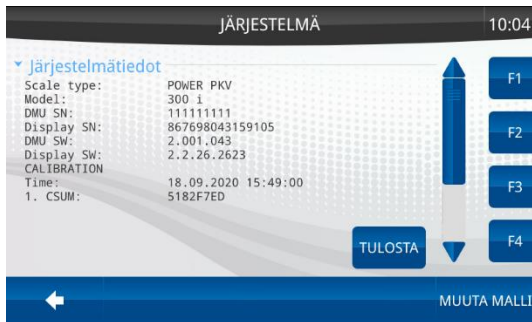 JÄRJESTELMÄ
10:04
Järjestelmätiedot
Scale type: POWER PKV
Model: 300 i
DMU SN: 111111111
Display SN: 867698043159105
DMU SW: 2.001.043
Display SW: 2.2.26.2623
CALIBRATION
Time: 18.09.2020 15:49:00
1. CSUM: 5182F7ED
F1
F2
F3
F4
TULOSTA
MUUTA MALLI